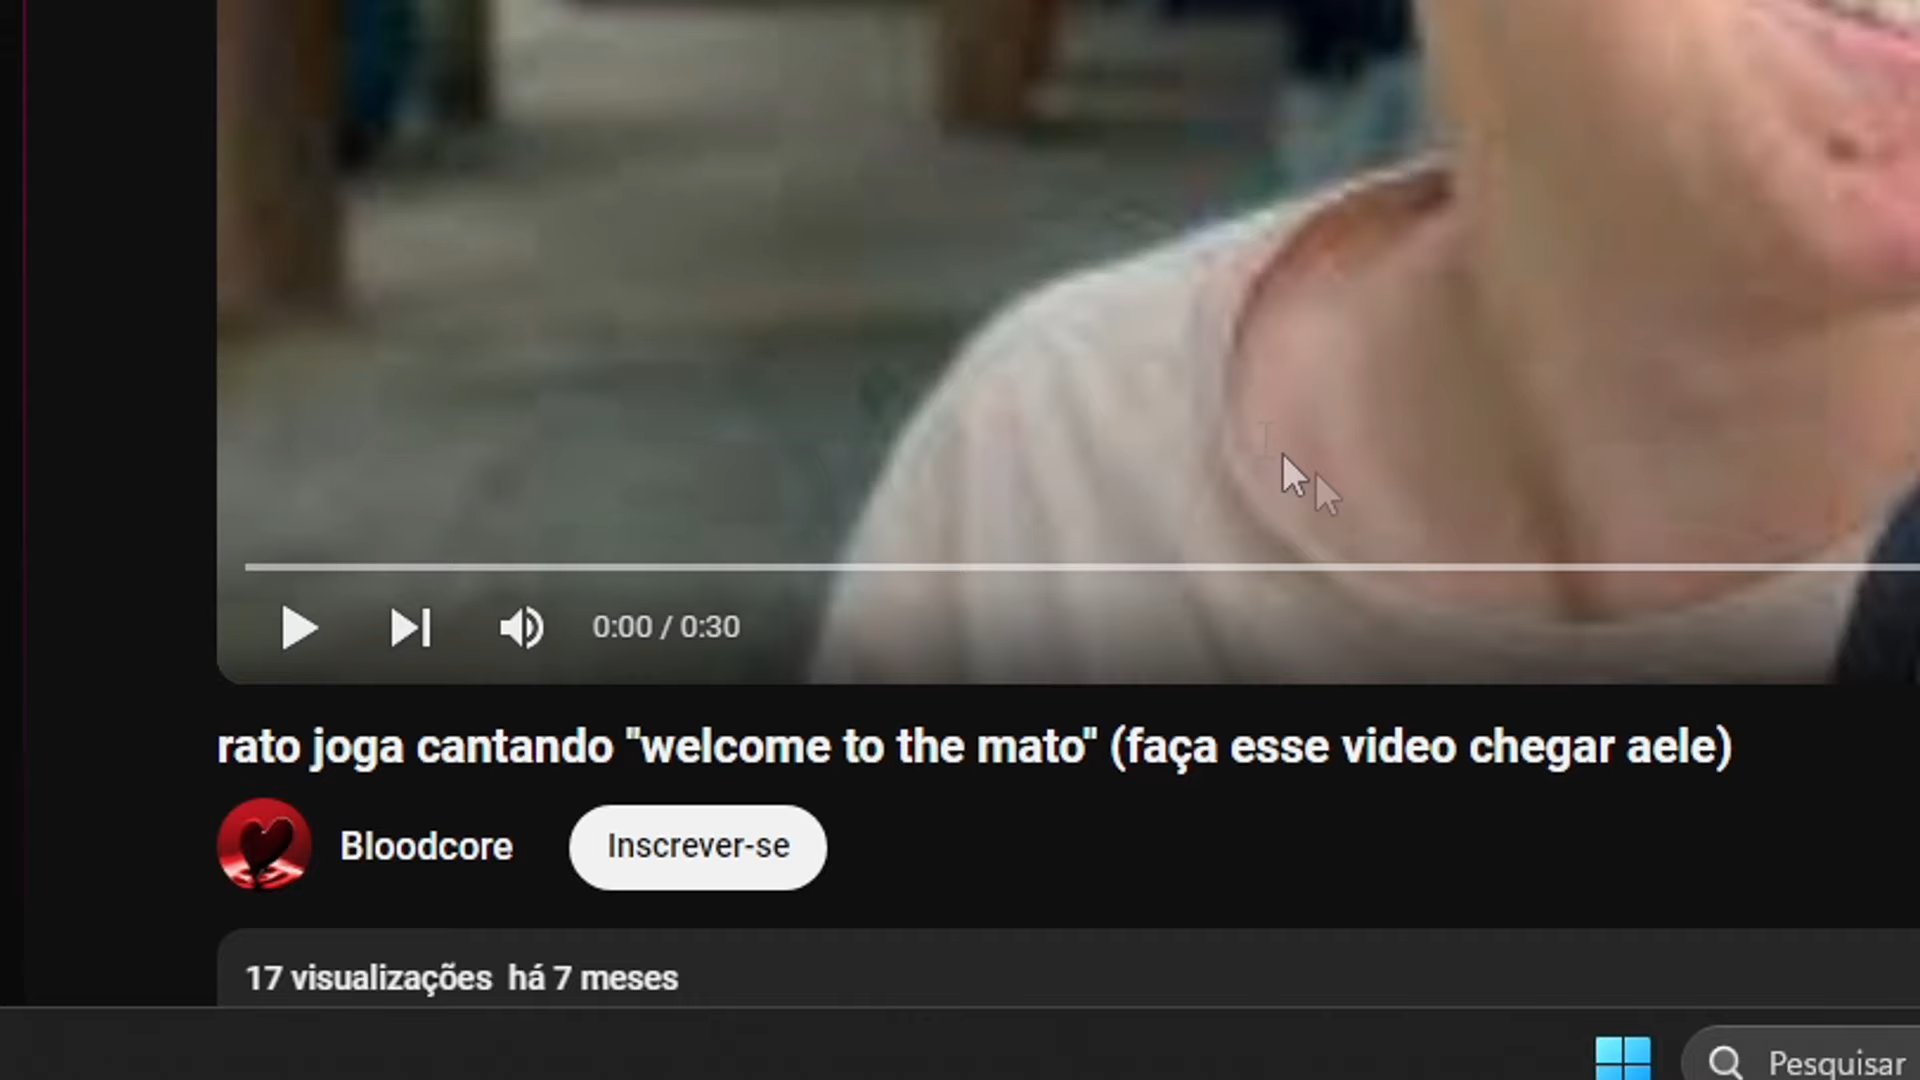 0:00 / 0:30
rato joga cantando "welcome to the mato" (faça esse video chegar aele)
Bloodcore
Inscrever-se
17 visualizações há 7 meses
Pesquisar